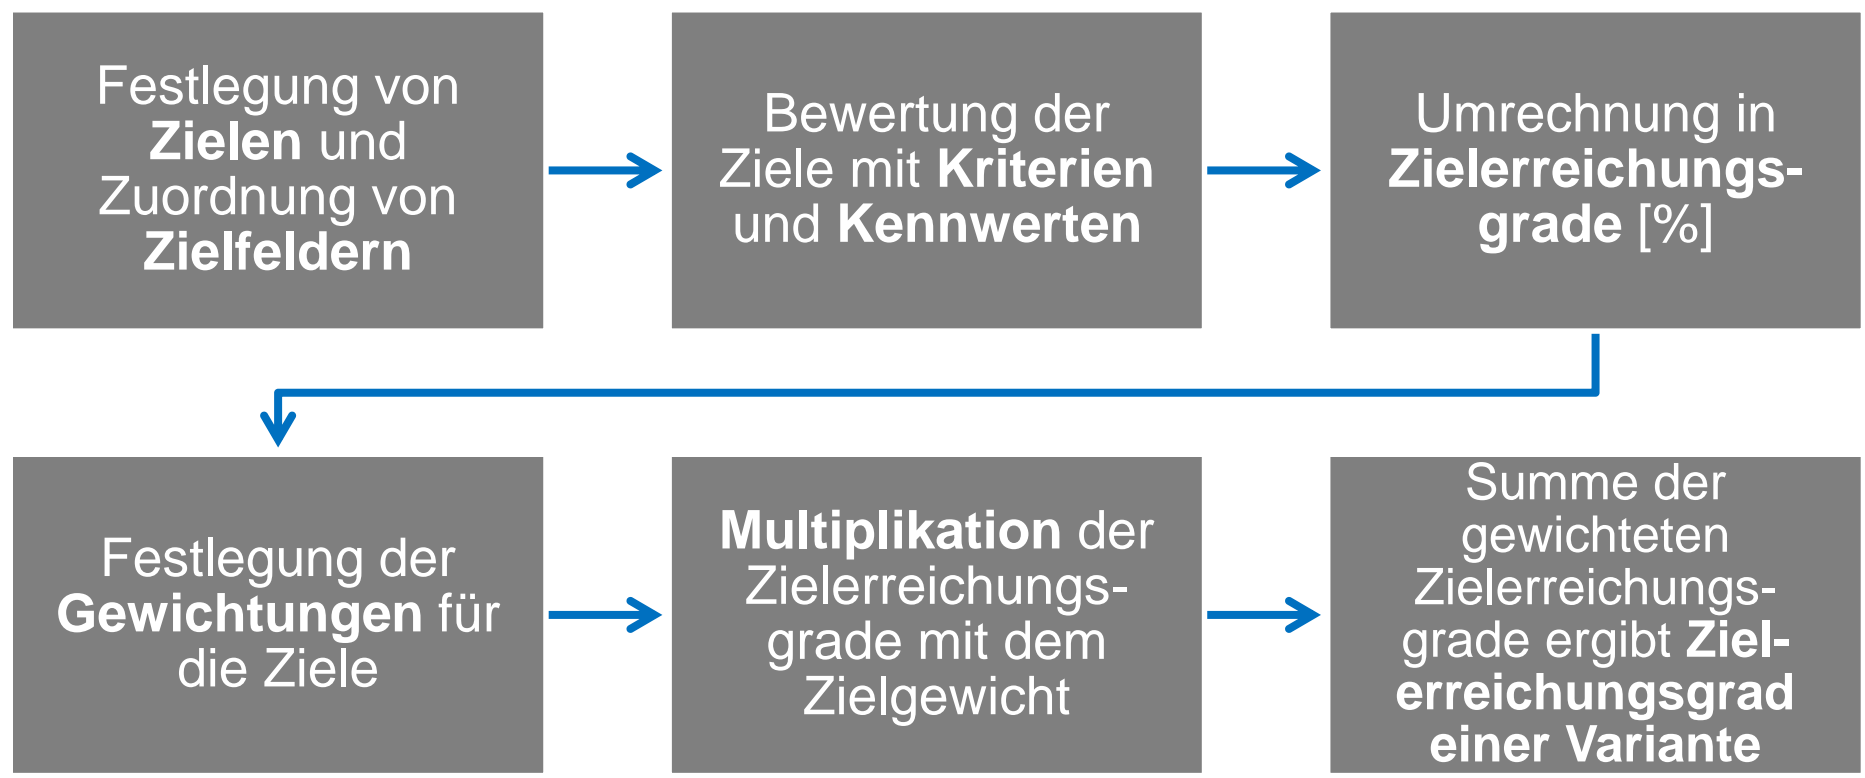 Festlegung von
Zielen und
Zuordnung von
Zielfeldern
Bewertung der
Ziele mit Kriterien
und Kennwerten
Umrechnung in
Zielerreichungs-
grade [%]
Festlegung der
Gewichtungen für
die Ziele
Multiplikation der
Zielerreichungs-
grade mit dem
Zielgewicht
Summe der
gewichteten
Zielerreichungs-
grade ergibt Ziel-
erreichungsgrad
einer Variante